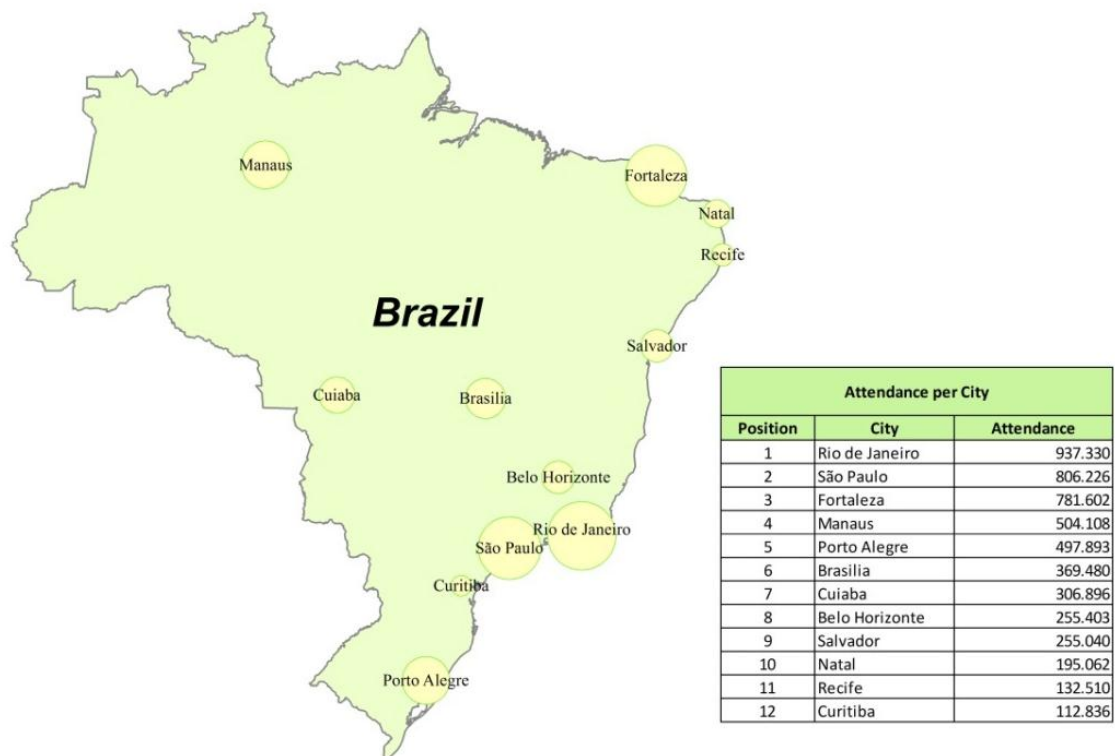 Manaus
Fortaleza
Natal
Recife
Brazil
Salvador
Cuiaba
Brasilia
Belo Horizonte
Rio de Janeiro
São Paulo
Curitiba
Porto Alegre
Attendance per City
Position City Attendance
1 Rio de Janeiro 937.330
2 São Paulo 806.226
3 Fortaleza 781.602
4 Manaus 504.108
5 Porto Alegre 497.893
6 Brasilia 369.480
7 Cuiaba 306.896
8 Belo Horizonte 255.403
9 Salvador 255.040
10 Natal 195.062
11 Recife 132.510
12 Curitiba 112.836